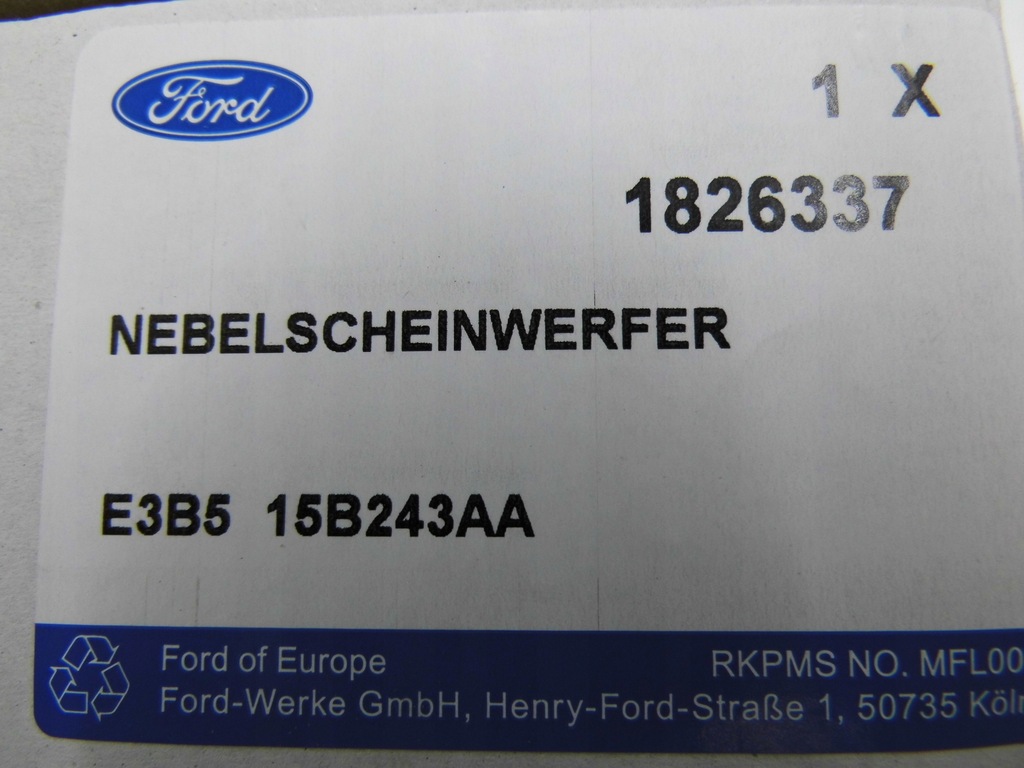 Ford
1 X
1826337
NEBELSCHEINWERFER
E3B5 15B243AA
Ford of Europe
RKPMS NO. MFL00
Ford-Werke GmbH, Henry-Ford-Straße 1, 50735 Köln